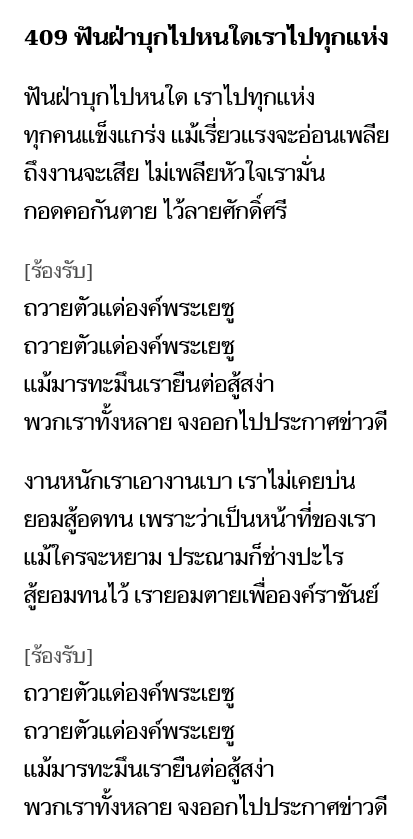 409 ฟันฝ่าบุกไปหนใดเราไปทุกแห่ง
ฟันฝ่าบุกไปหนใด เราไปทุกแห่ง
ทุกคนแข็งแกร่ง แม้เรี่ยวแรงจะอ่อนเพลีย
ถึงงานจะเสีย ไม่เพลียหัวใจเรามั่น
กอดคอกันตาย ไว้ลายศักดิ์ศรี
[ร้องรับ]
ถวายตัวแด่องค์พระเยซู
ถวายตัวแด่องค์พระเยซู
แม้มารทะมึนเรายืนต่อสู้สง่า
พวกเราทั้งหลาย จงออกไปประกาศข่าวดี
งานหนักเราเอางานเบา เราไม่เคยบ่น
ยอมสู้อดทน เพราะว่าเป็นหน้าที่ของเรา
แม้ใครจะหยาม ประณามก็ช่างปะไร
สู้ยอมทนไว้ เรายอมตายเพื่อองค์ราชันย์
[ร้องรับ]
ถวายตัวแด่องค์พระเยซู
ถวายตัวแด่องค์พระเยซู
แม้มารทะมึนเรายืนต่อสู้สง่า
พวกเราทั้งหลาย จงออกไปประกาศข่าวดี